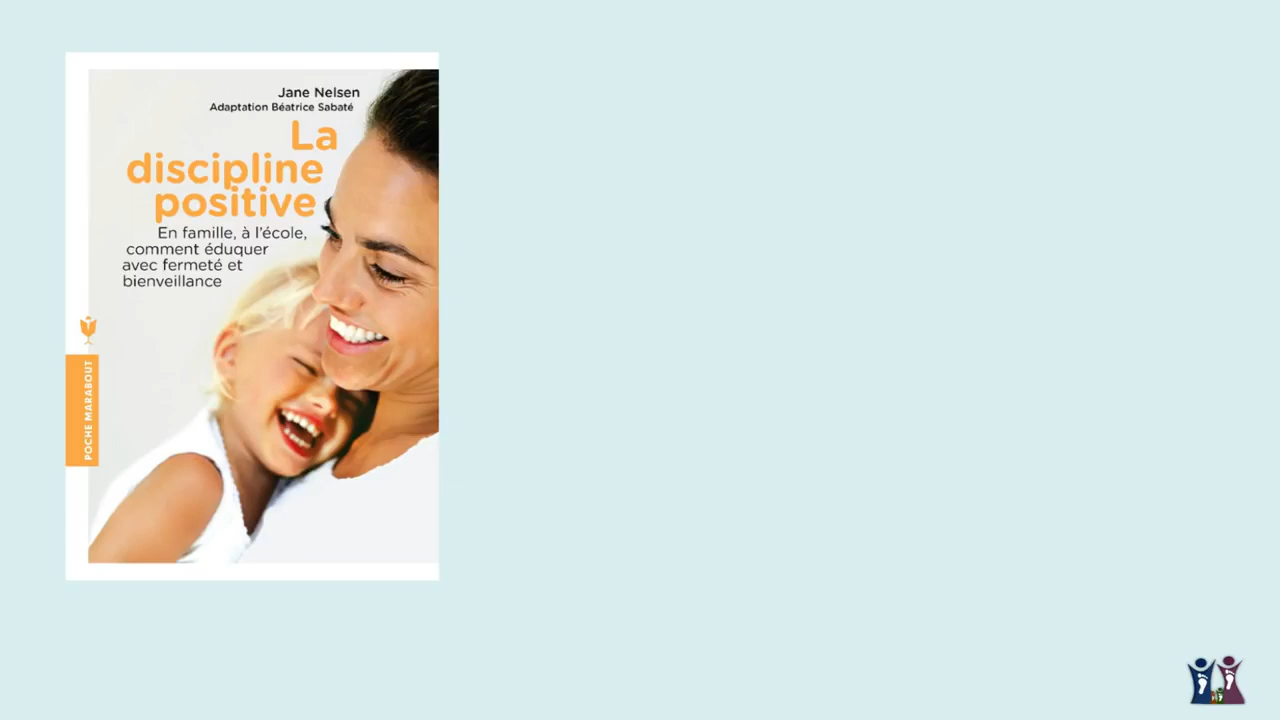 Jane Nelsen
Adaptation Béatrice Sabaté
La
discipline
positive
En famille, à l'école,
comment éduquer
avec fermeté et
bienveillance
POCHE MARABOUT